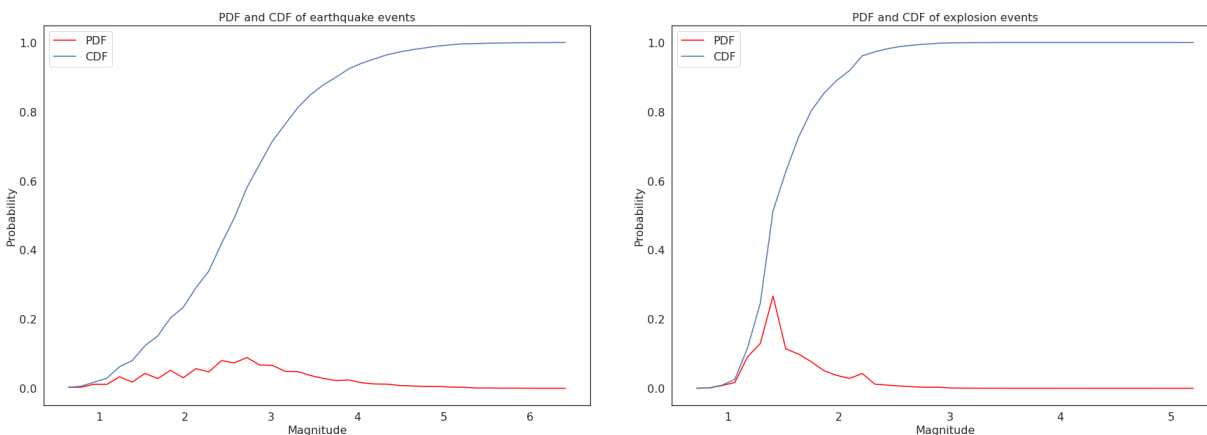 PDF and CDF of earthquake events
PDF
CDF
1.0
0.8
0.6
0.4
0.2
0.0
Probability
1 2 3 4 5 6
Magnitude
PDF and CDF of explosion events
PDF
CDF
1.0
0.8
0.6
0.4
0.2
0.0
Probability
1 2 3 4 5
Magnitude